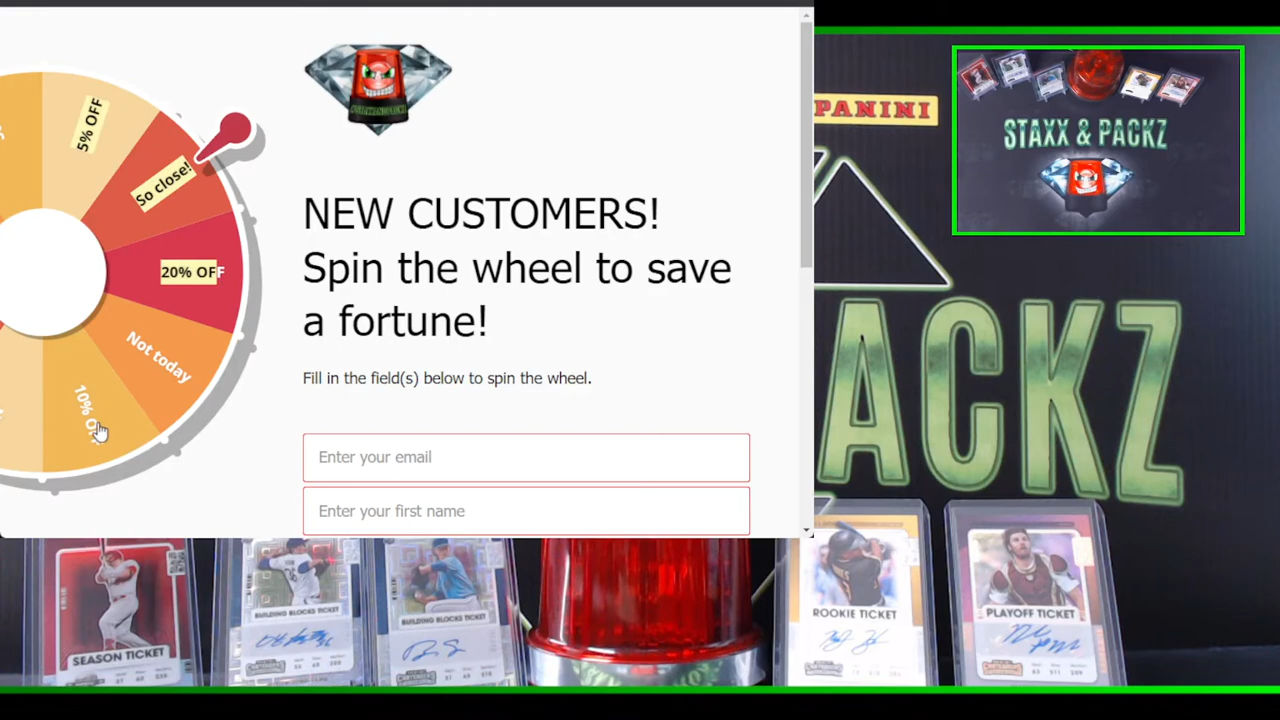 5% OFF
So close!
20% OFF
Not today
10% OFF
NEW CUSTOMERS!
Spin the wheel to save
a fortune!
Fill in the field(s) below to spin the wheel.
Enter your email
Enter your first name
PANINI
STAXX & PACKZ
ACKZ
SEASON TICKET
BUILDING BLOCKS TICKET
BUILDING BLOCKS TICKET
ROOKIE TICKET
PLAYOFF TICKET